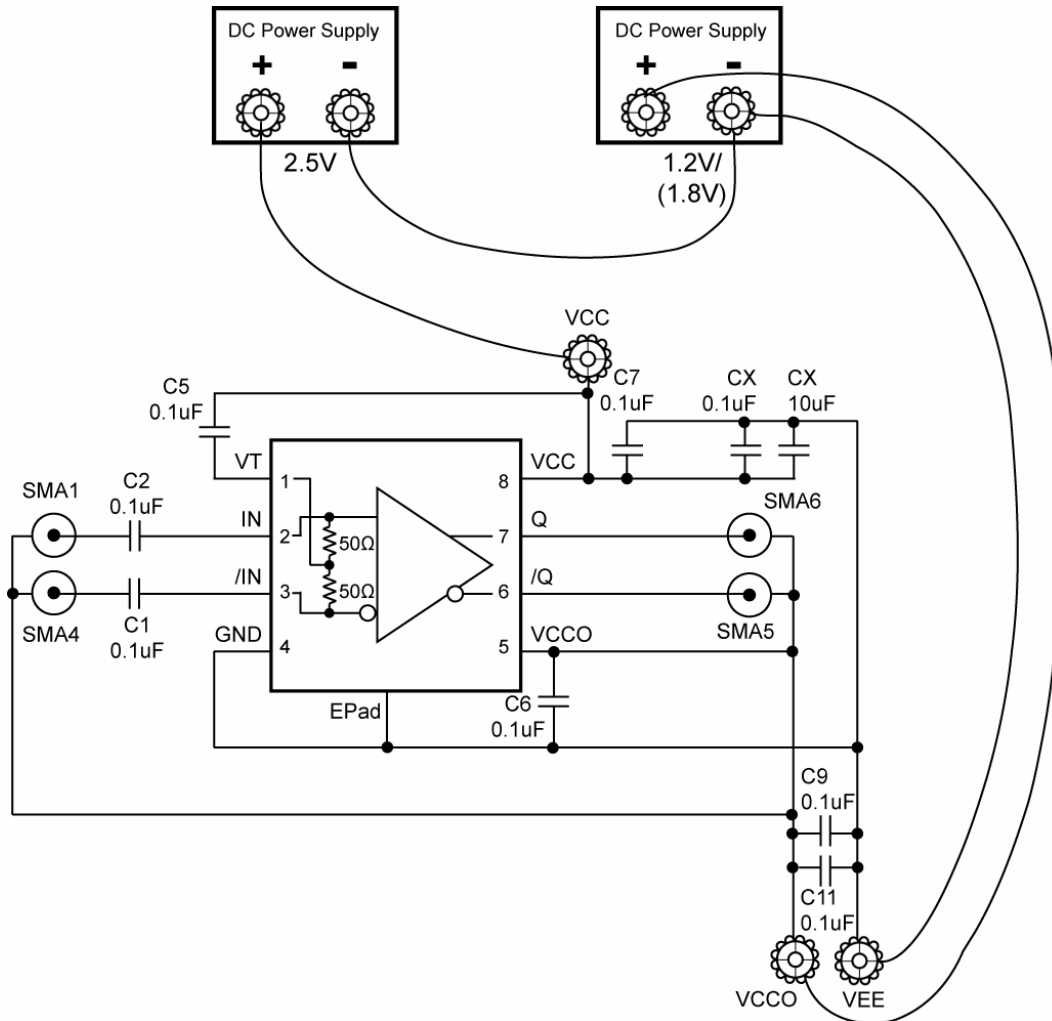 DC Power Supply
+ -
2.5V
DC Power Supply
+ -
1.2V/
(1.8V)
VCC
C5
0.1uF
C7
0.1uF
CX
0.1uF
CX
10uF
VT
1
8
VCC
SMA1
C2
0.1uF
IN
2
50Ω
7
Q
SMA6
/IN
3
50Ω
6
/Q
SMA4
C1
0.1uF
SMA5
GND
4
5
VCCO
EPad
C6
0.1uF
C9
0.1uF
C11
0.1uF
VCCO
VEE